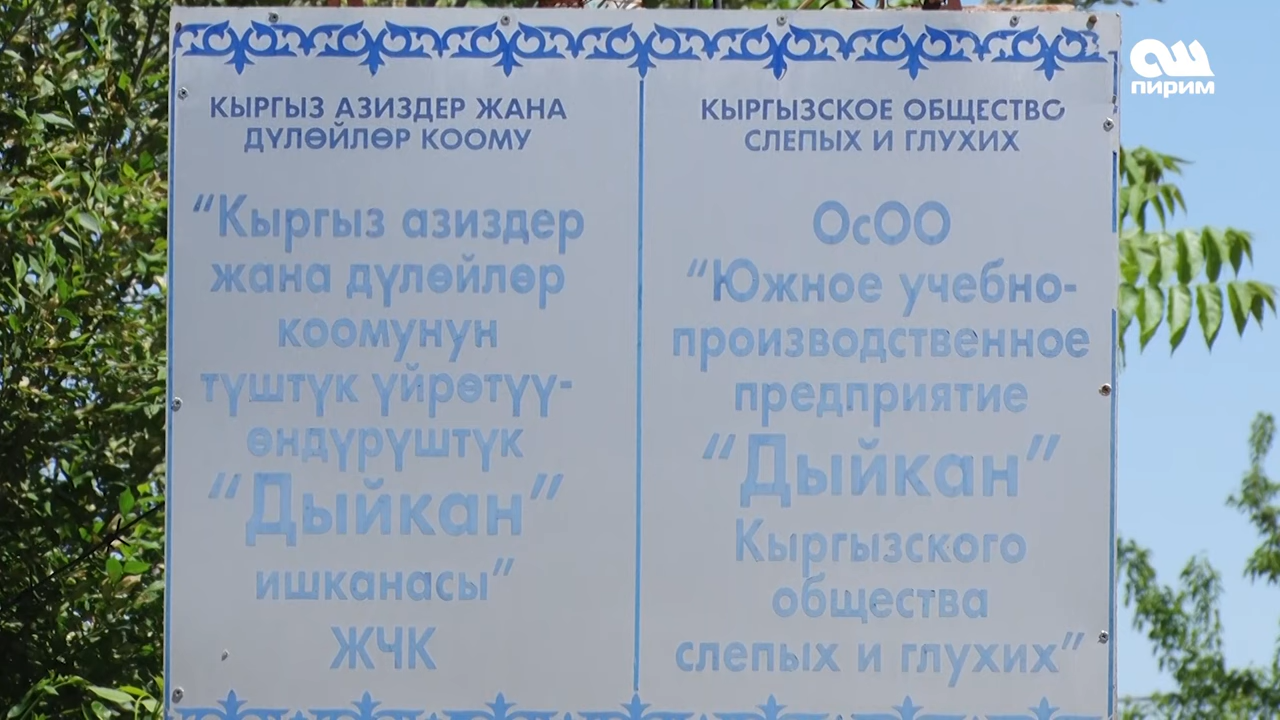 КЫРГЫЗ АЗИЗДЕР ЖАНА
ДҮЛӨЙЛӨР КООМУ
“Кыргыз азиздер
жана дүлөйлөр
коомунун
түштүк үйрөтүү-
өндүрүштүк
“Дыйкан”
ишканасы”
ЖЧК
КЫРГЫЗСКОЕ ОБЩЕСТВО
СЛЕПЫХ И ГЛУХИХ
ОсОО
“Южное учебно-
производственное
предприятие
“Дыйкан”
Кыргызского
общества
слепых и глухих”
ОШ
ПИРИМ